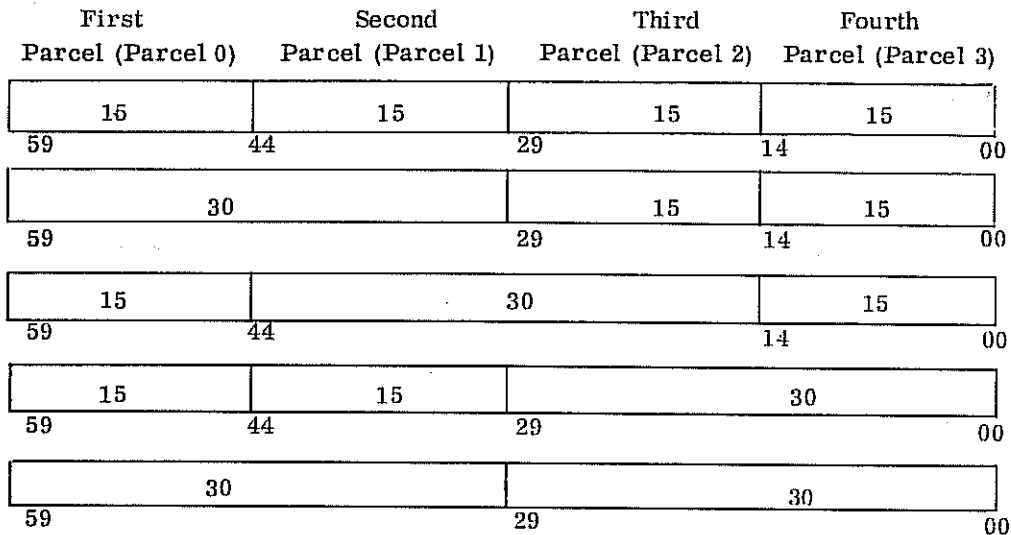 First Second Third Fourth
Parcel (Parcel 0) Parcel (Parcel 1) Parcel (Parcel 2) Parcel (Parcel 3)
15 15 15 15
59 44 29 14 00
30 15 15
59 29 14 00
15 30 15
59 44 14 00
15 15 30
59 44 29 00
30 30
59 29 00